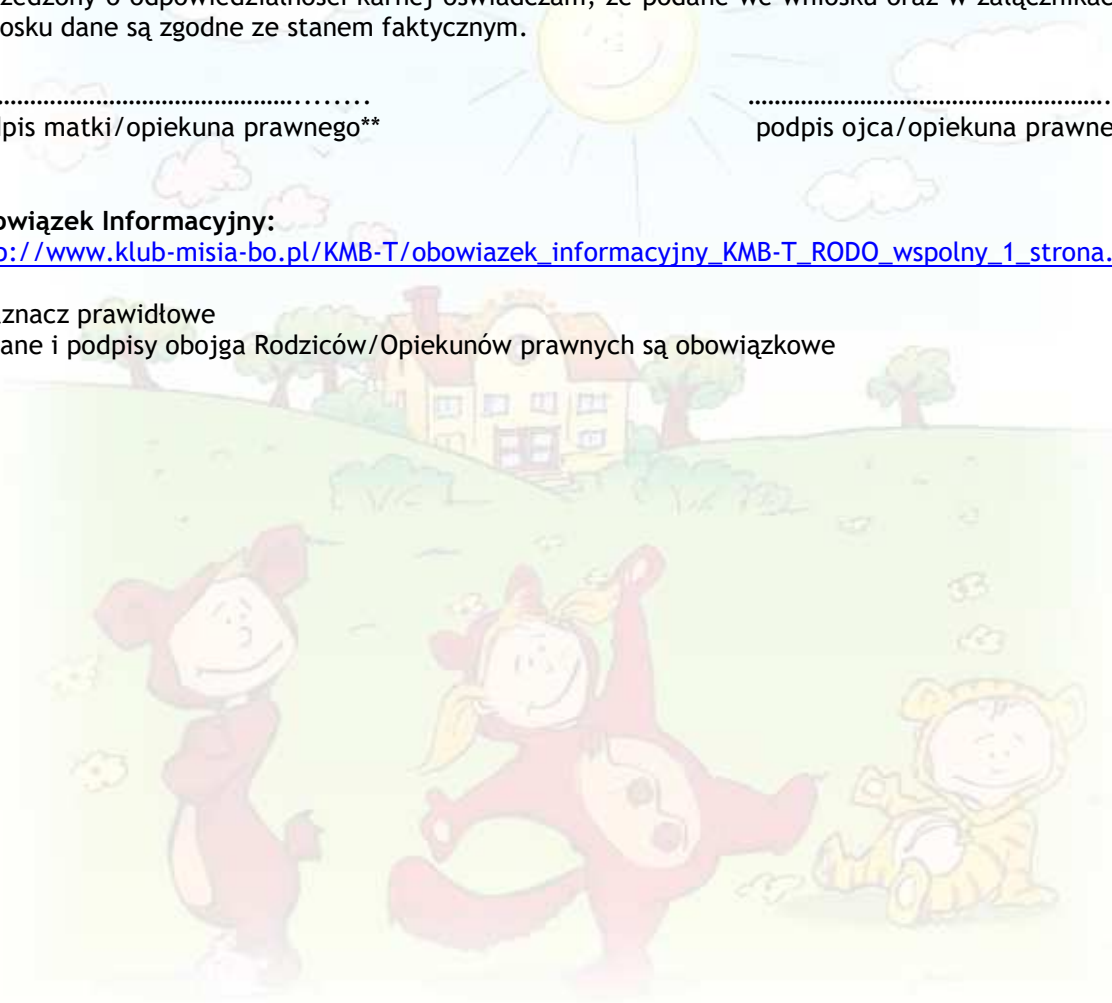 zedzony o odpowiedzialności karnej oświadczam, że podane we wniosku oraz w załącznikac
osku dane są zgodne ze stanem faktycznym.
…………………………………………........ ………………………………………………..
pis matki/opiekuna prawnego** podpis ojca/opiekuna prawne
owiązek Informacyjny:
p://www.klub-misia-bo.pl/KMB-T/obowiazek_informacyjny_KMB-T_RODO_wspolny_1_strona.
znacz prawidłowe
ane i podpisy obojga Rodziców/Opiekunów prawnych są obowiązkowe